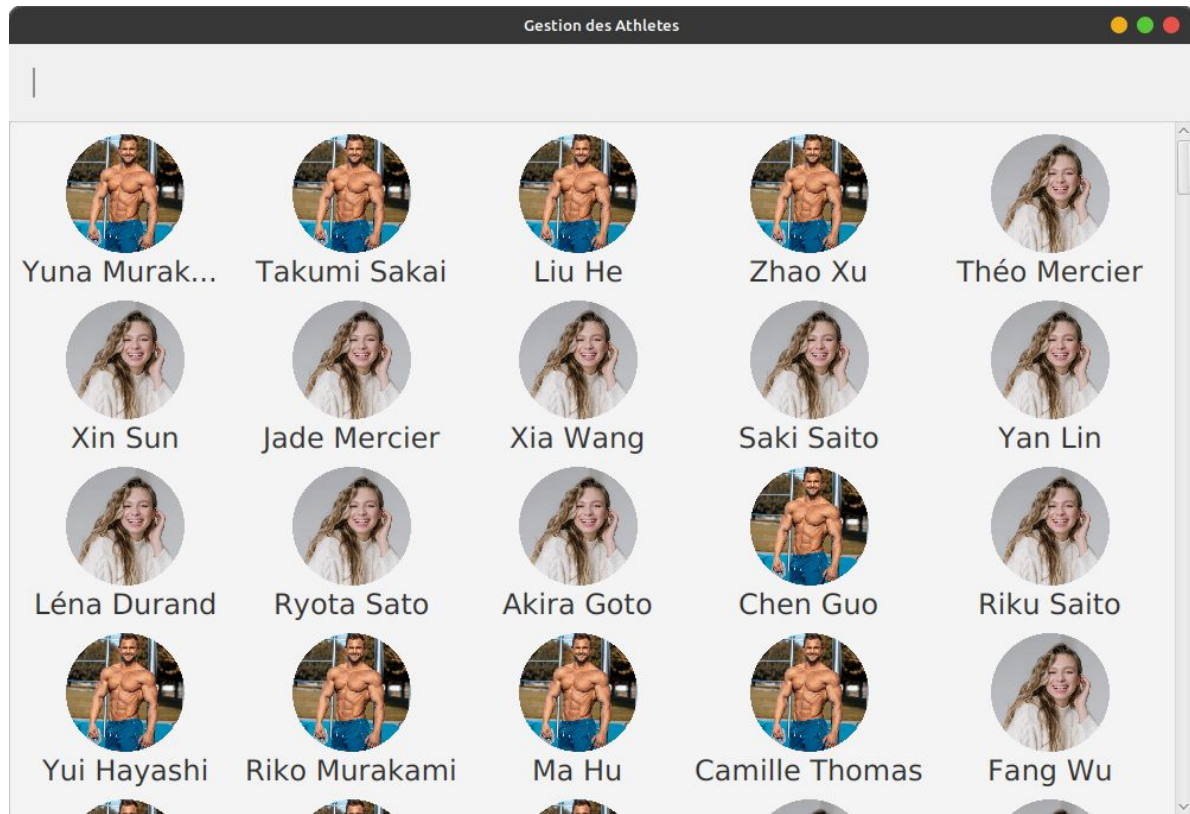 Gestion des Athletes
Yuna Murak... Takumi Sakai Liu He Zhao Xu Théo Mercier
Xin Sun Jade Mercier Xia Wang Saki Saito Yan Lin
Léna Durand Ryota Sato Akira Goto Chen Guo Riku Saito
Yui Hayashi Riko Murakami Ma Hu Camille Thomas Fang Wu